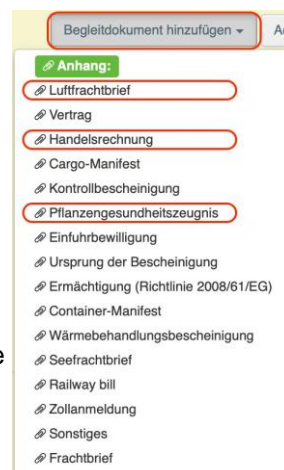 Begleitdokument hinzufügen
Anhang:
Luftfrachtbrief
Vertrag
Handelsrechnung
Cargo-Manifest
Kontrollbescheinigung
Pflanzengesundheitszeugnis
Einfuhrbewilligung
Ursprung der Bescheinigung
Ermächtigung (Richtlinie 2008/61/EG)
Container-Manifest
Wärmebehandlungsbescheinigung
Seefrachtbrief
Railway bill
Zollanmeldung
Sonstiges
Frachtbrief